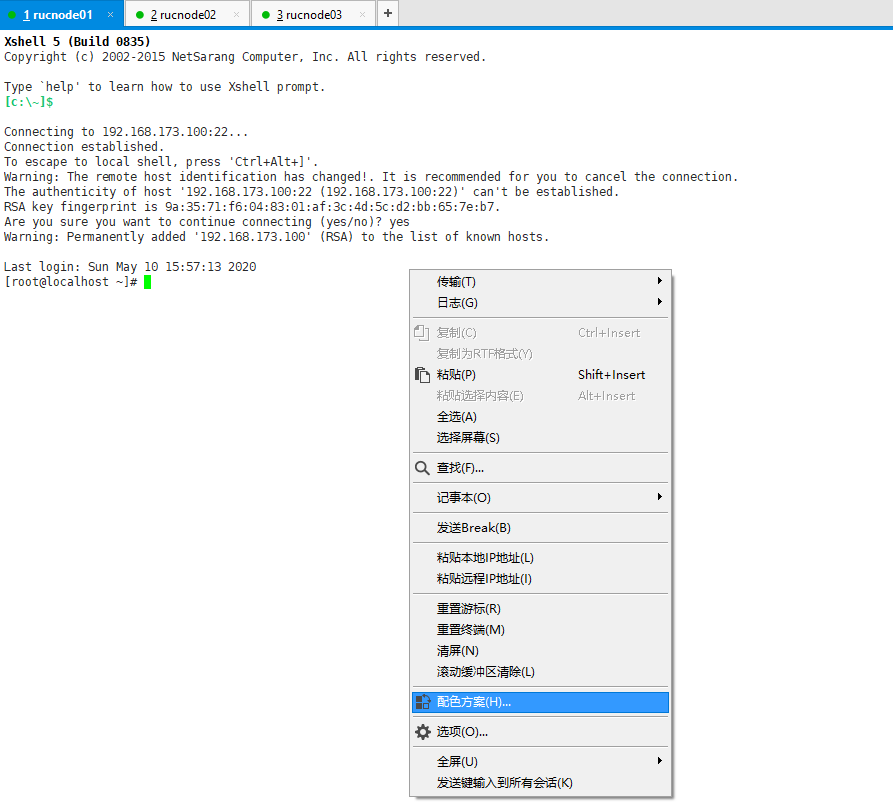 1 rucnode01 × 2 rucnode02 × 3 rucnode03 × +
Xshell 5 (Build 0835)
Copyright (c) 2002-2015 NetSarang Computer, Inc. All rights reserved.
Type `help' to learn how to use Xshell prompt.
[c:\~]$
Connecting to 192.168.173.100:22...
Connection established.
To escape to local shell, press 'Ctrl+Alt+]'.
Warning: The remote host identification has changed!. It is recommended for you to cancel the connection.
The authenticity of host '192.168.173.100:22 (192.168.173.100:22)' can't be established.
RSA key fingerprint is 9a:35:71:f6:04:83:01:af:3c:4d:5c:d2:bb:65:7e:b7.
Are you sure you want to continue connecting (yes/no)? yes
Warning: Permanently added '192.168.173.100' (RSA) to the list of known hosts.
Last login: Sun May 10 15:57:13 2020
[root@localhost ~]#
传输(T)
日志(G)
复制(C) Ctrl+Insert
复制为RTF格式(Y)
粘贴(P) Shift+Insert
粘贴选择内容(E) Alt+Insert
全选(A)
选择屏幕(S)
查找(F)...
记事本(O)
发送Break(B)
粘贴本地IP地址(L)
粘贴远程IP地址(I)
重置游标(R)
重置终端(M)
清屏(N)
滚动缓冲区清除(L)
配色方案(H)...
选项(O)...
全屏(U)
发送键输入到所有会话(K)